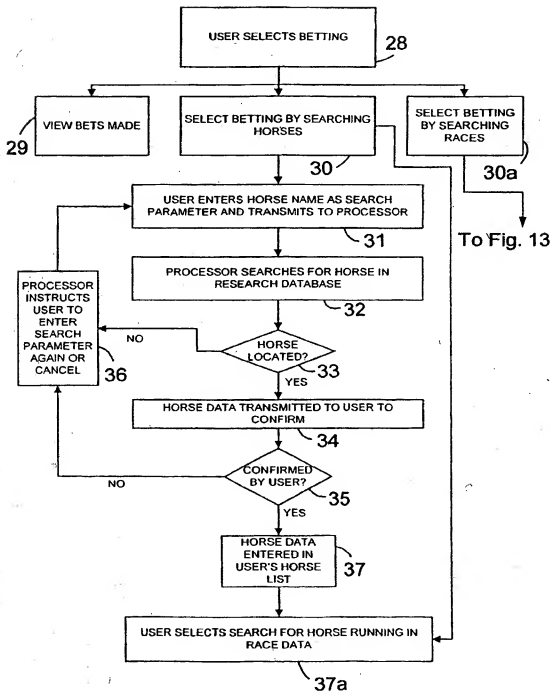 USER SELECTS BETTING
28
VIEW BETS MADE
29
SELECT BETTING BY SEARCHING
HORSES
30
SELECT BETTING
BY SEARCHING
RACES
30a
To Fig. 13
USER ENTERS HORSE NAME AS SEARCH
PARAMETER AND TRANSMITS TO PROCESSOR
31
PROCESSOR SEARCHES FOR HORSE IN
RESEARCH DATABASE
32
PROCESSOR
INSTRUCTS
USER TO
ENTER
SEARCH
PARAMETER
AGAIN OR
CANCEL
36
NO
HORSE
LOCATED?
33
YES
HORSE DATA TRANSMITTED TO USER TO
CONFIRM
34
NO
CONFIRMED
BY USER?
35
YES
HORSE DATA
ENTERED IN
USER'S HORSE
LIST
37
USER SELECTS SEARCH FOR HORSE RUNNING IN
RACE DATA
37a